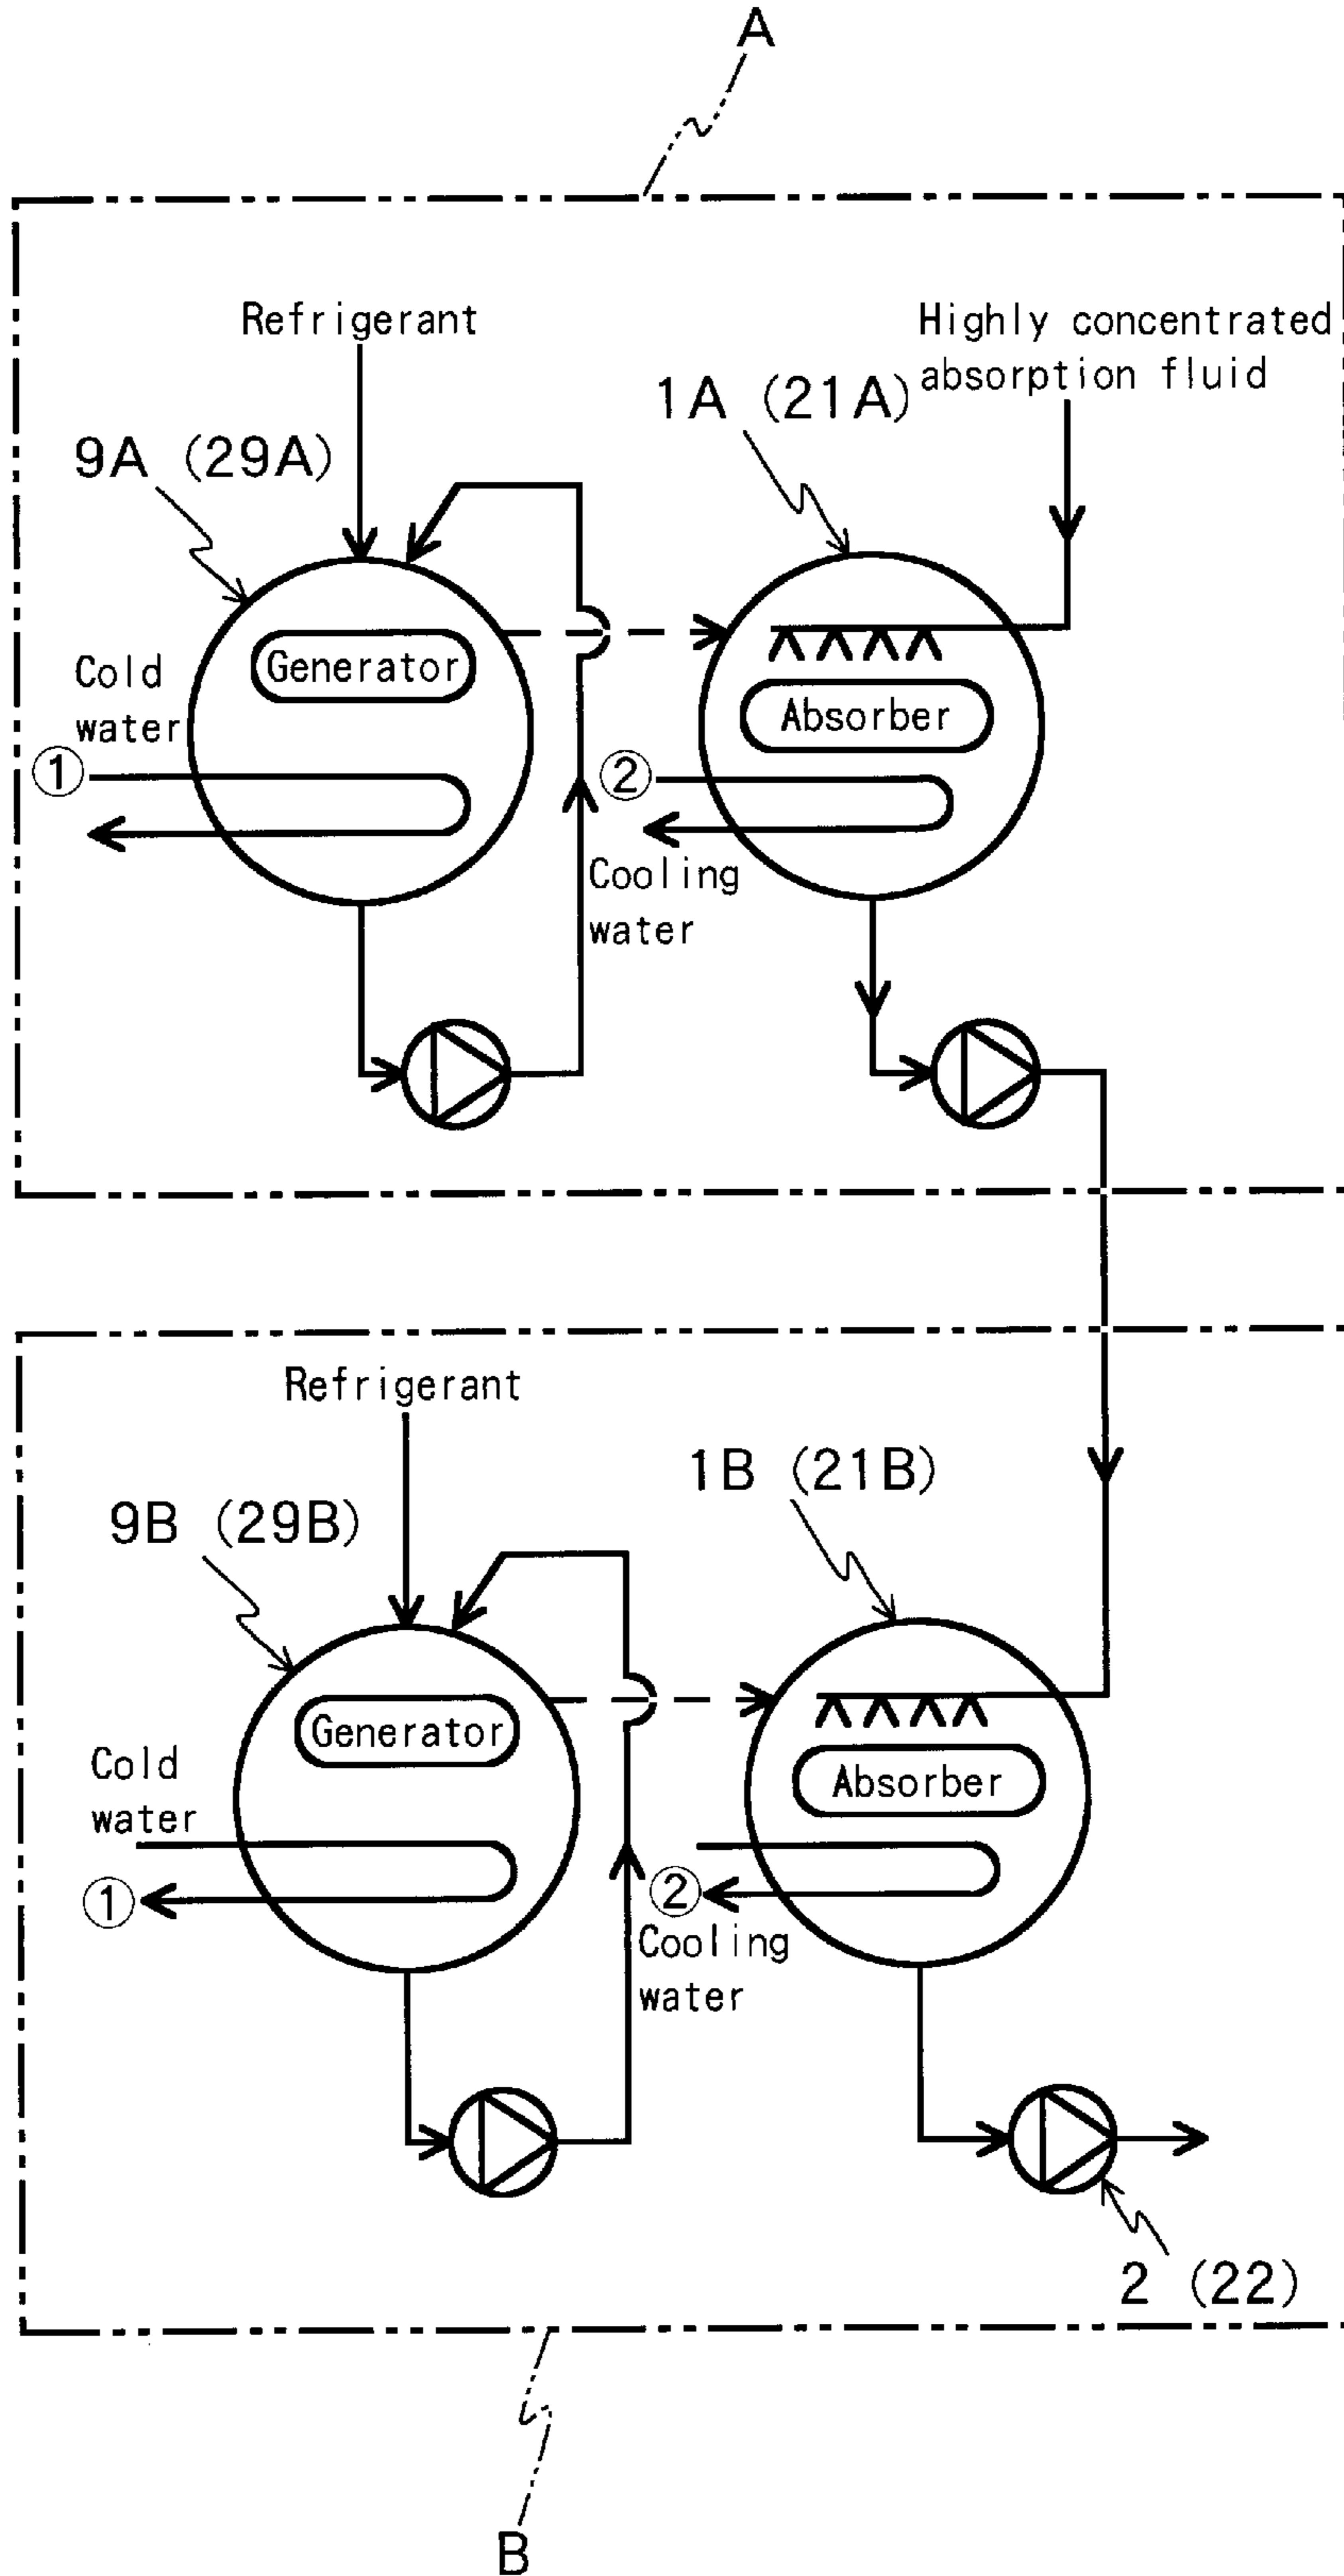 A
Refrigerant
Highly concentrated
absorption fluid
1A (21A)
9A (29A)
Generator
Absorber
Cold
water
①
②
Cooling
water
Refrigerant
1B (21B)
9B (29B)
Generator
Absorber
Cold
water
①
②
Cooling
water
2 (22)
B